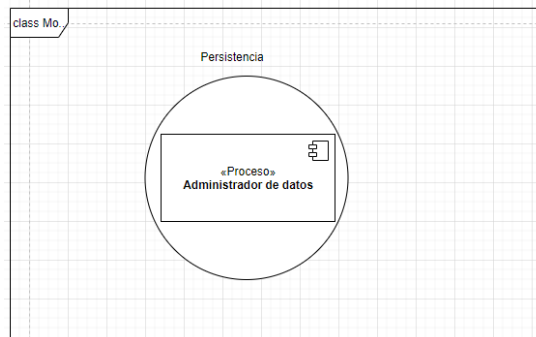 class Mo..
Persistencia
«Proceso»
Administrador de datos